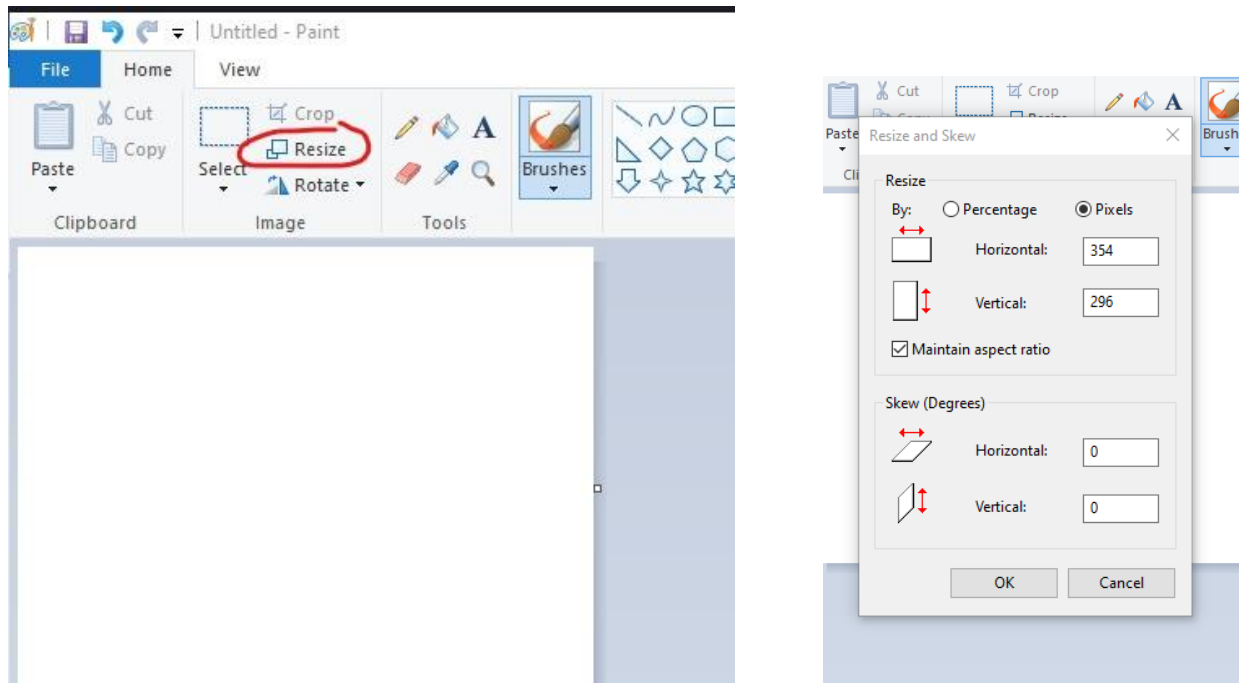 Untitled - Paint
File Home View
Cut
Copy
Paste
Crop
Resize
Rotate
Select
A
Brushes
Clipboard Image Tools
Cut
Paste
Crop
A
Resize and Skew
Resize
By: Percentage Pixels
Horizontal: 354
Vertical: 296
Maintain aspect ratio
Skew (Degrees)
Horizontal: 0
Vertical: 0
OK Cancel